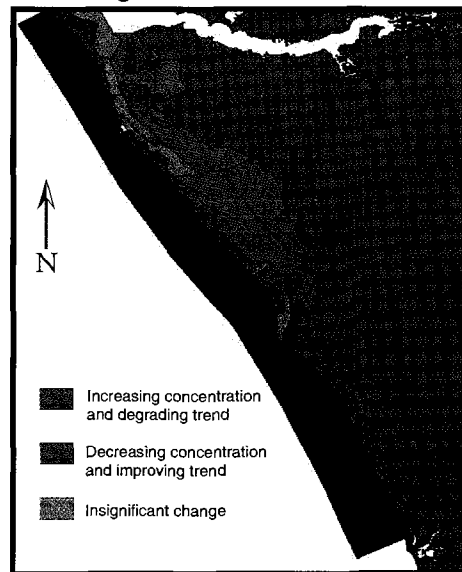 N
Increasing concentration
and degrading trend
Decreasing concentration
and improving trend
Insignificant change